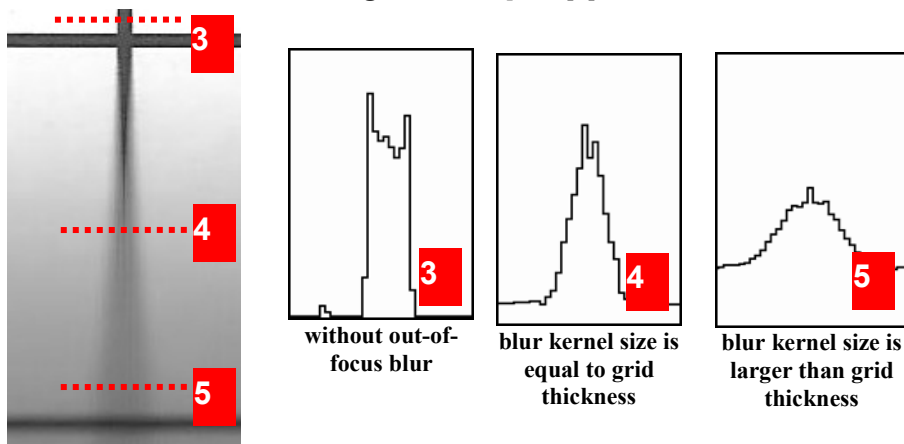 3
4
5
3
without out-of-
focus blur
4
blur kernel size is
equal to grid
thickness
5
blur kernel size is
larger than grid
thickness